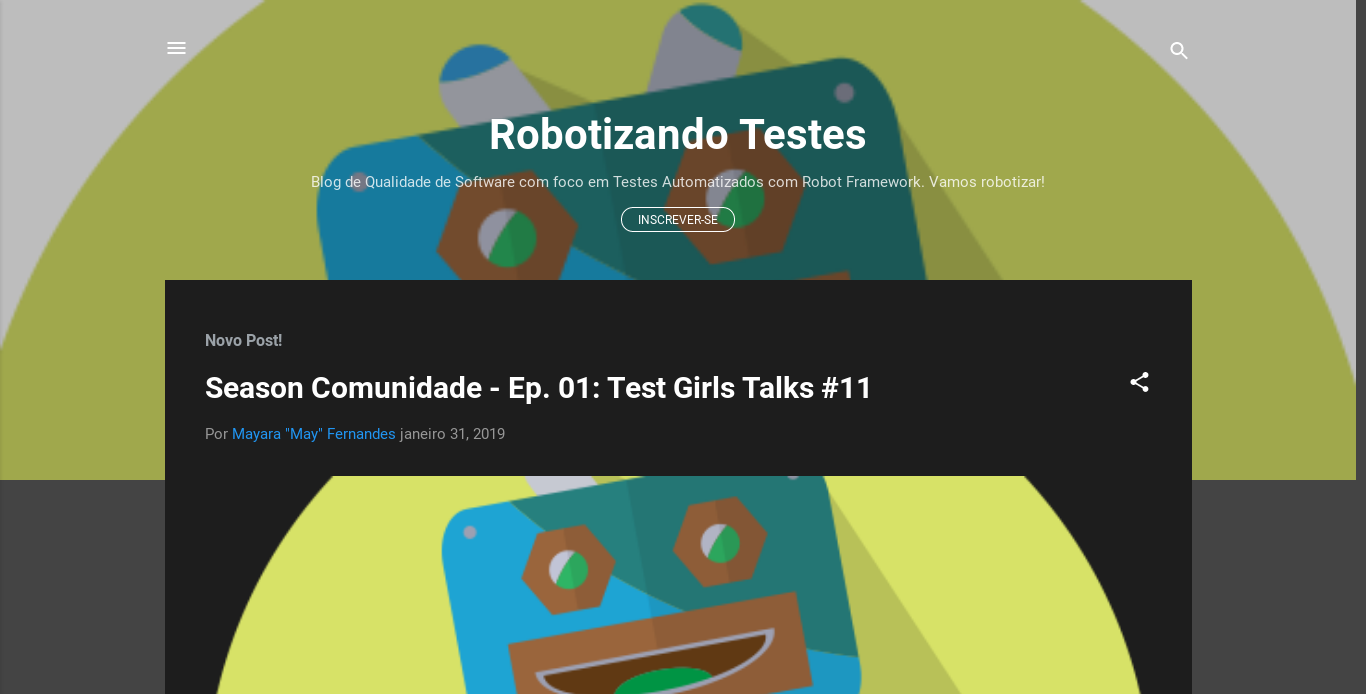 Robotizando Testes
Blog de Qualidade de Software com foco em Testes Automatizados com Robot Framework. Vamos robotizar!
INSCREVER-SE
Novo Post!
Season Comunidade - Ep. 01: Test Girls Talks #11
Por Mayara "May" Fernandes janeiro 31, 2019